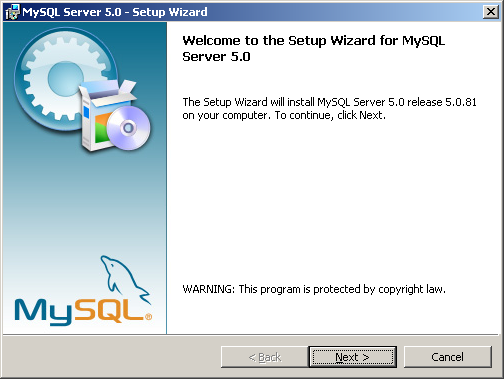 MySQL Server 5.0 - Setup Wizard
Welcome to the Setup Wizard for MySQL
Server 5.0
The Setup Wizard will install MySQL Server 5.0 release 5.0.81
on your computer. To continue, click Next.
WARNING: This program is protected by copyright law.
MySQL®
< Back
Next >
Cancel